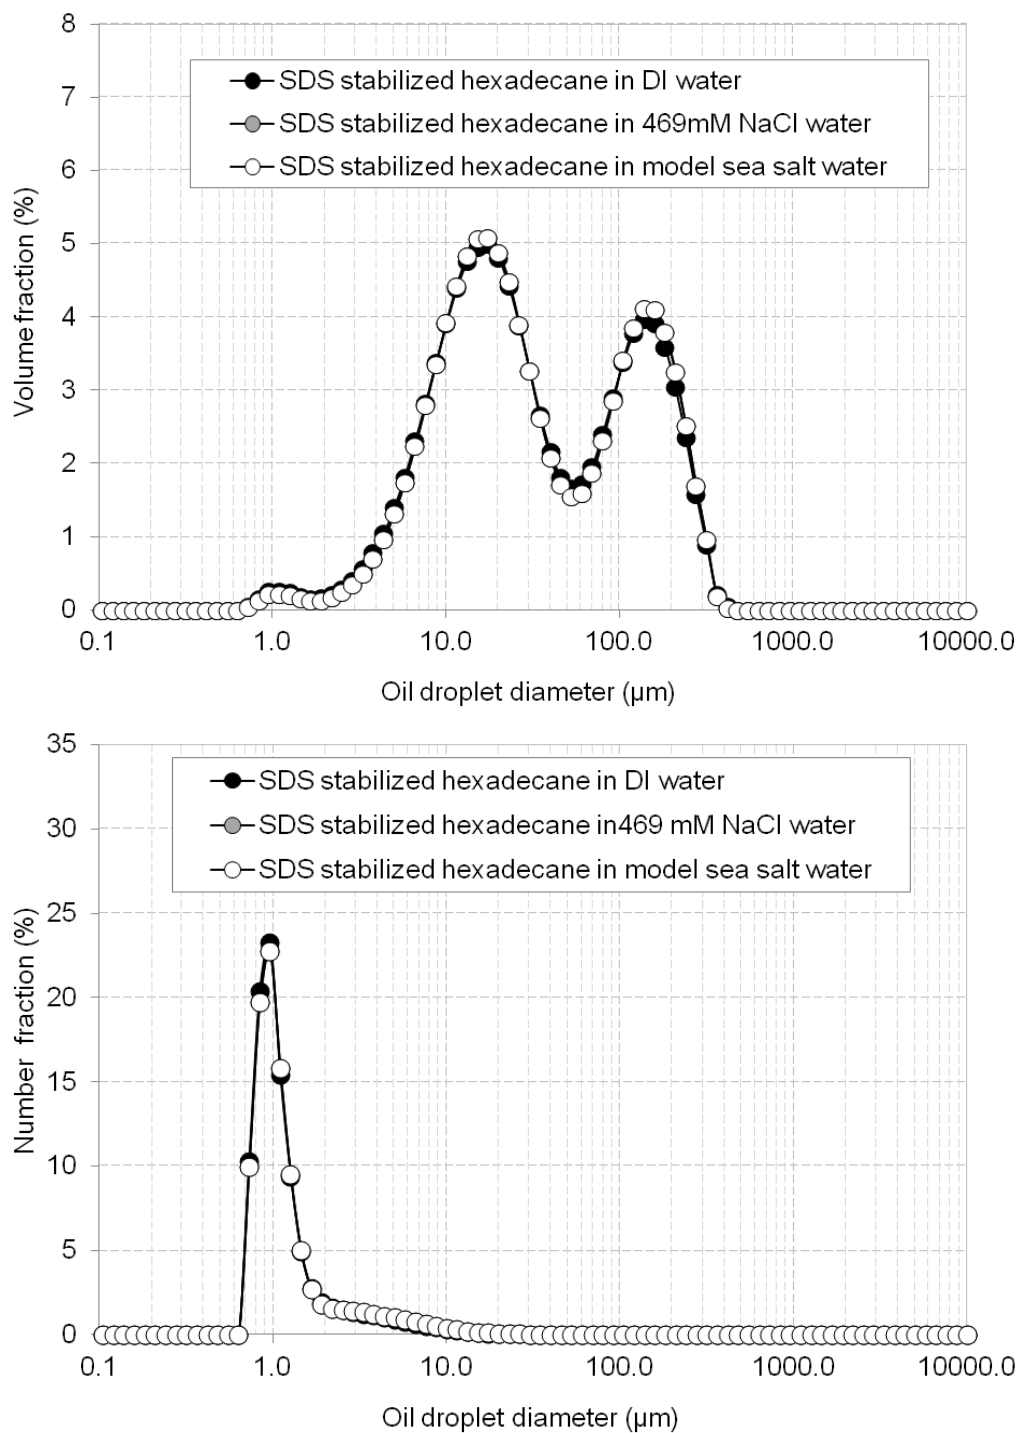 8
SDS stabilized hexadecane in DI water
7
SDS stabilized hexadecane in 469mM NaCl water
SDS stabilized hexadecane in model sea salt water
6
5
4
3
2
1
0
Volume fraction (%)
0.1 1.0 10.0 100.0 1000.0 10000.0
Oil droplet diameter (µm)
35
SDS stabilized hexadecane in DI water
30
SDS stabilized hexadecane in469 mM NaCl water
SDS stabilized hexadecane in model sea salt water
25
20
15
10
5
0
Number fraction (%)
0.1 1.0 10.0 100.0 1000.0 10000.0
Oil droplet diameter (µm)